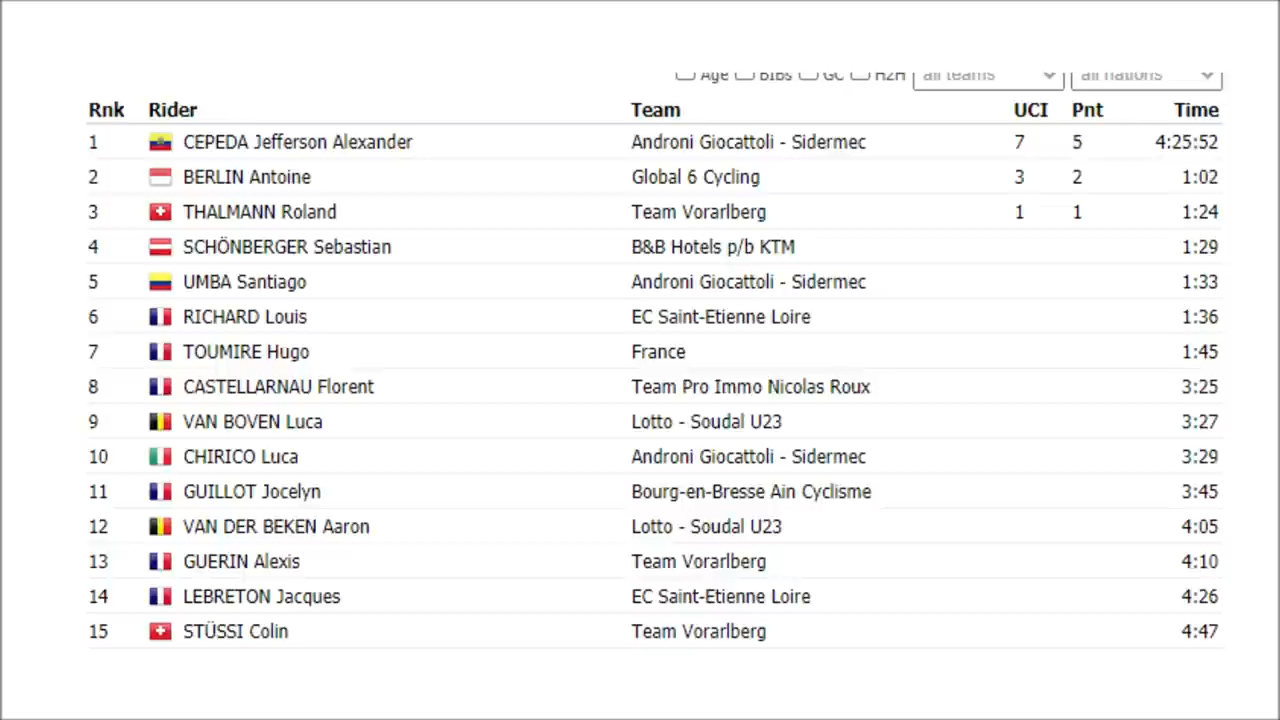 Age BIBs GC H2H all teams all nations
Rnk Rider Team UCI Pnt Time
1 CEPEDA Jefferson Alexander Androni Giocattoli - Sidermec 7 5 4:25:52
2 BERLIN Antoine Global 6 Cycling 3 2 1:02
3 THALMANN Roland Team Vorarlberg 1 1 1:24
4 SCHÖNBERGER Sebastian B&B Hotels p/b KTM 1:29
5 UMBA Santiago Androni Giocattoli - Sidermec 1:33
6 RICHARD Louis EC Saint-Etienne Loire 1:36
7 TOUMIRE Hugo France 1:45
8 CASTELLARNAU Florent Team Pro Immo Nicolas Roux 3:25
9 VAN BOVEN Luca Lotto - Soudal U23 3:27
10 CHIRICO Luca Androni Giocattoli - Sidermec 3:29
11 GUILLOT Jocelyn Bourg-en-Bresse Ain Cyclisme 3:45
12 VAN DER BEKEN Aaron Lotto - Soudal U23 4:05
13 GUERIN Alexis Team Vorarlberg 4:10
14 LEBRETON Jacques EC Saint-Etienne Loire 4:26
15 STÜSSI Colin Team Vorarlberg 4:47